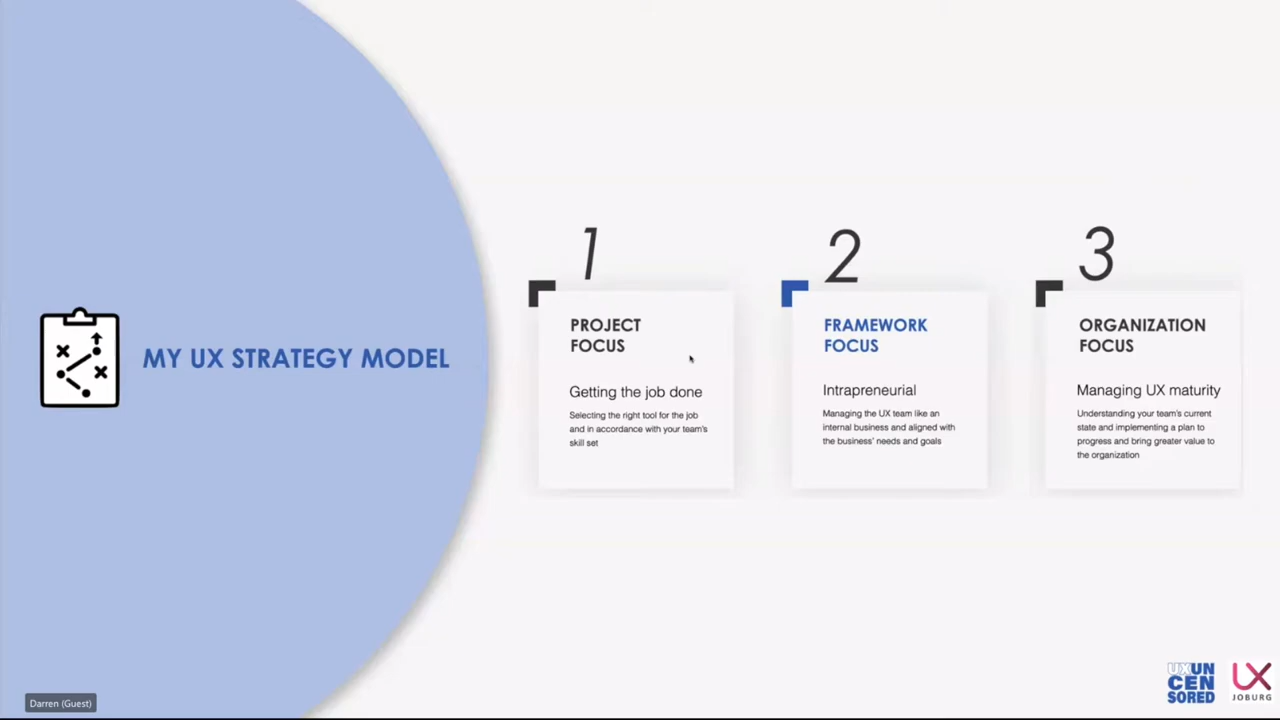 MY UX STRATEGY MODEL
1
PROJECT
FOCUS
Getting the job done
Selecting the right tool for the job
and in accordance with your team's
skill set
2
FRAMEWORK
FOCUS
Intrapreneurial
Managing the UX team like an
internal business and aligned with
the business' needs and goals
3
ORGANIZATION
FOCUS
Managing UX maturity
Understanding your team's current
state and implementing a plan to
progress and bring greater value to
the organization
UXUN
CEN
SORED
UX
JOBURG
Darren (Guest)